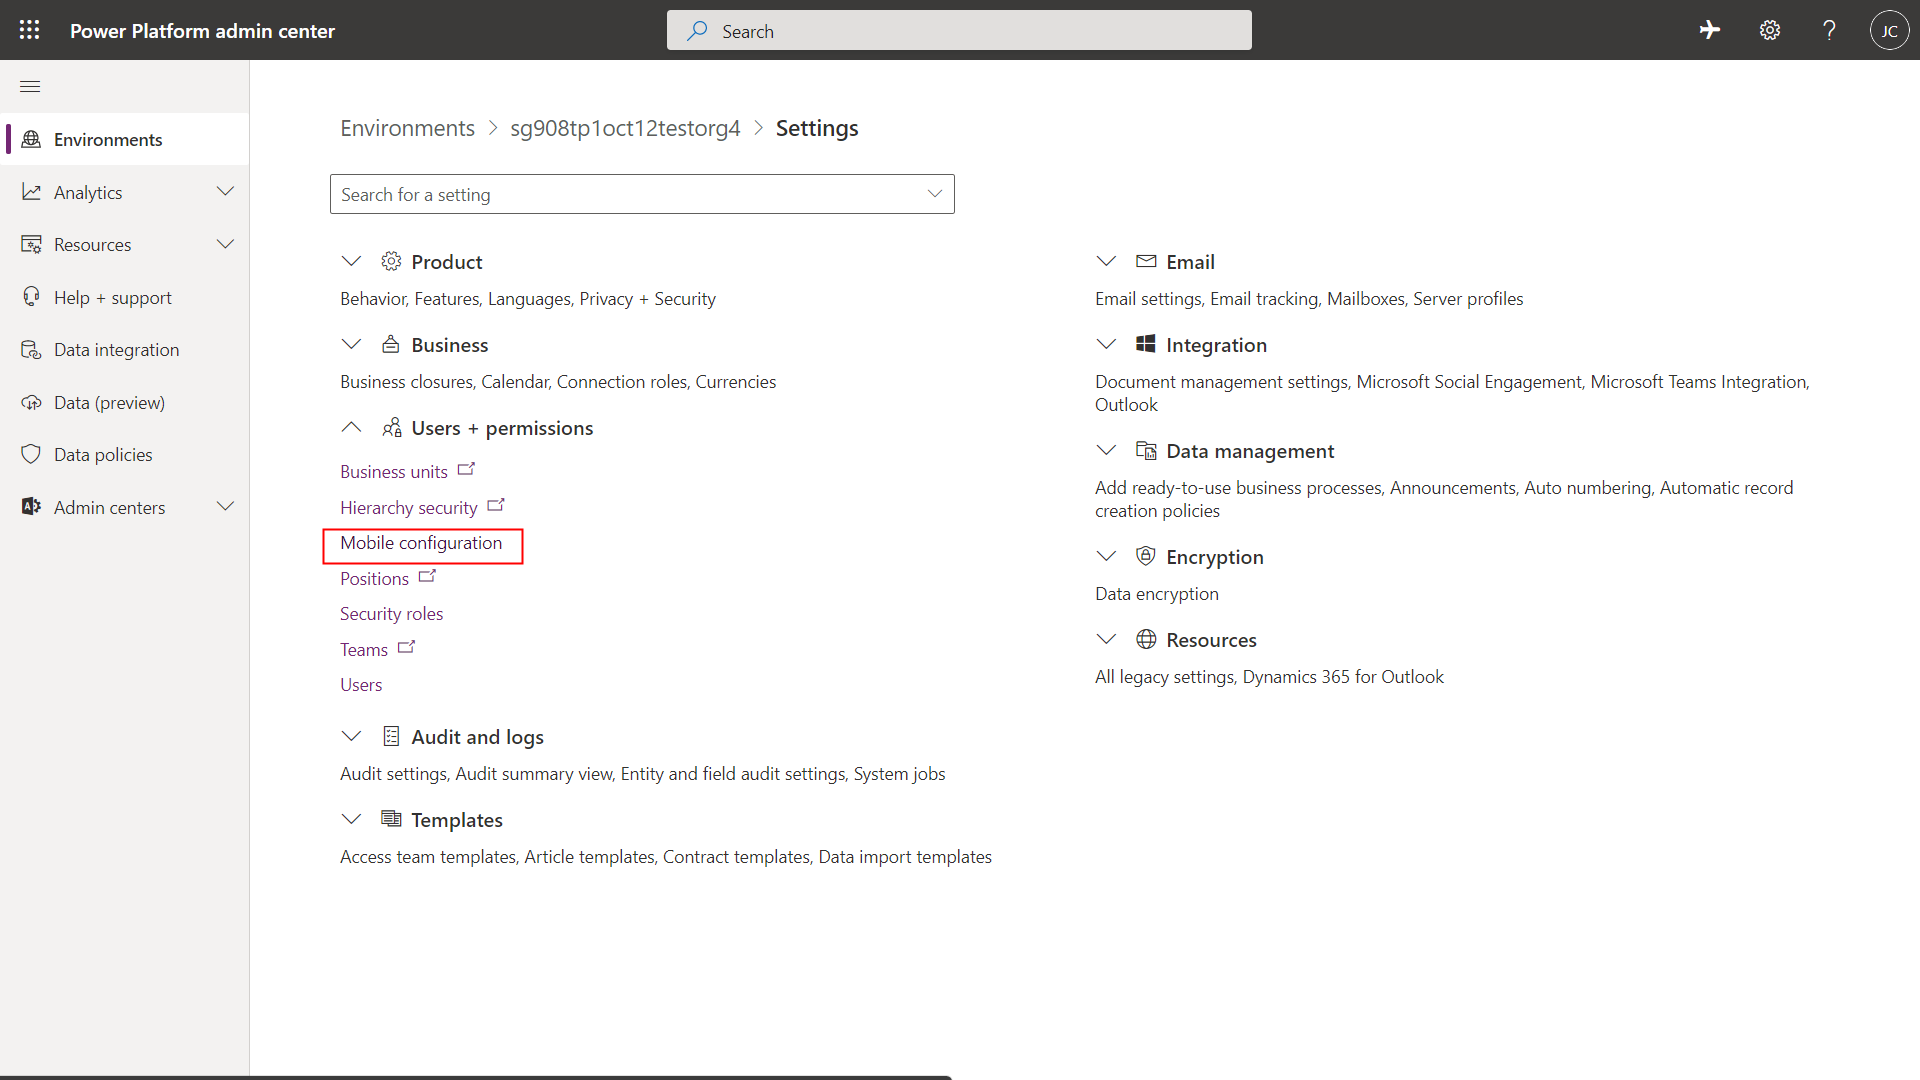 Power Platform admin center
Search
JC
Environments
Analytics
Resources
Help + support
Data integration
Data (preview)
Data policies
Admin centers
Environments > sg908tp1oct12testorg4 > Settings
Search for a setting
Product
Behavior, Features, Languages, Privacy + Security
Business
Business closures, Calendar, Connection roles, Currencies
Users + permissions
Business units
Hierarchy security
Mobile configuration
Positions
Security roles
Teams
Users
Audit and logs
Audit settings, Audit summary view, Entity and field audit settings, System jobs
Templates
Access team templates, Article templates, Contract templates, Data import templates
Email
Email settings, Email tracking, Mailboxes, Server profiles
Integration
Document management settings, Microsoft Social Engagement, Microsoft Teams Integration,
Outlook
Data management
Add ready-to-use business processes, Announcements, Auto numbering, Automatic record
creation policies
Encryption
Data encryption
Resources
All legacy settings, Dynamics 365 for Outlook